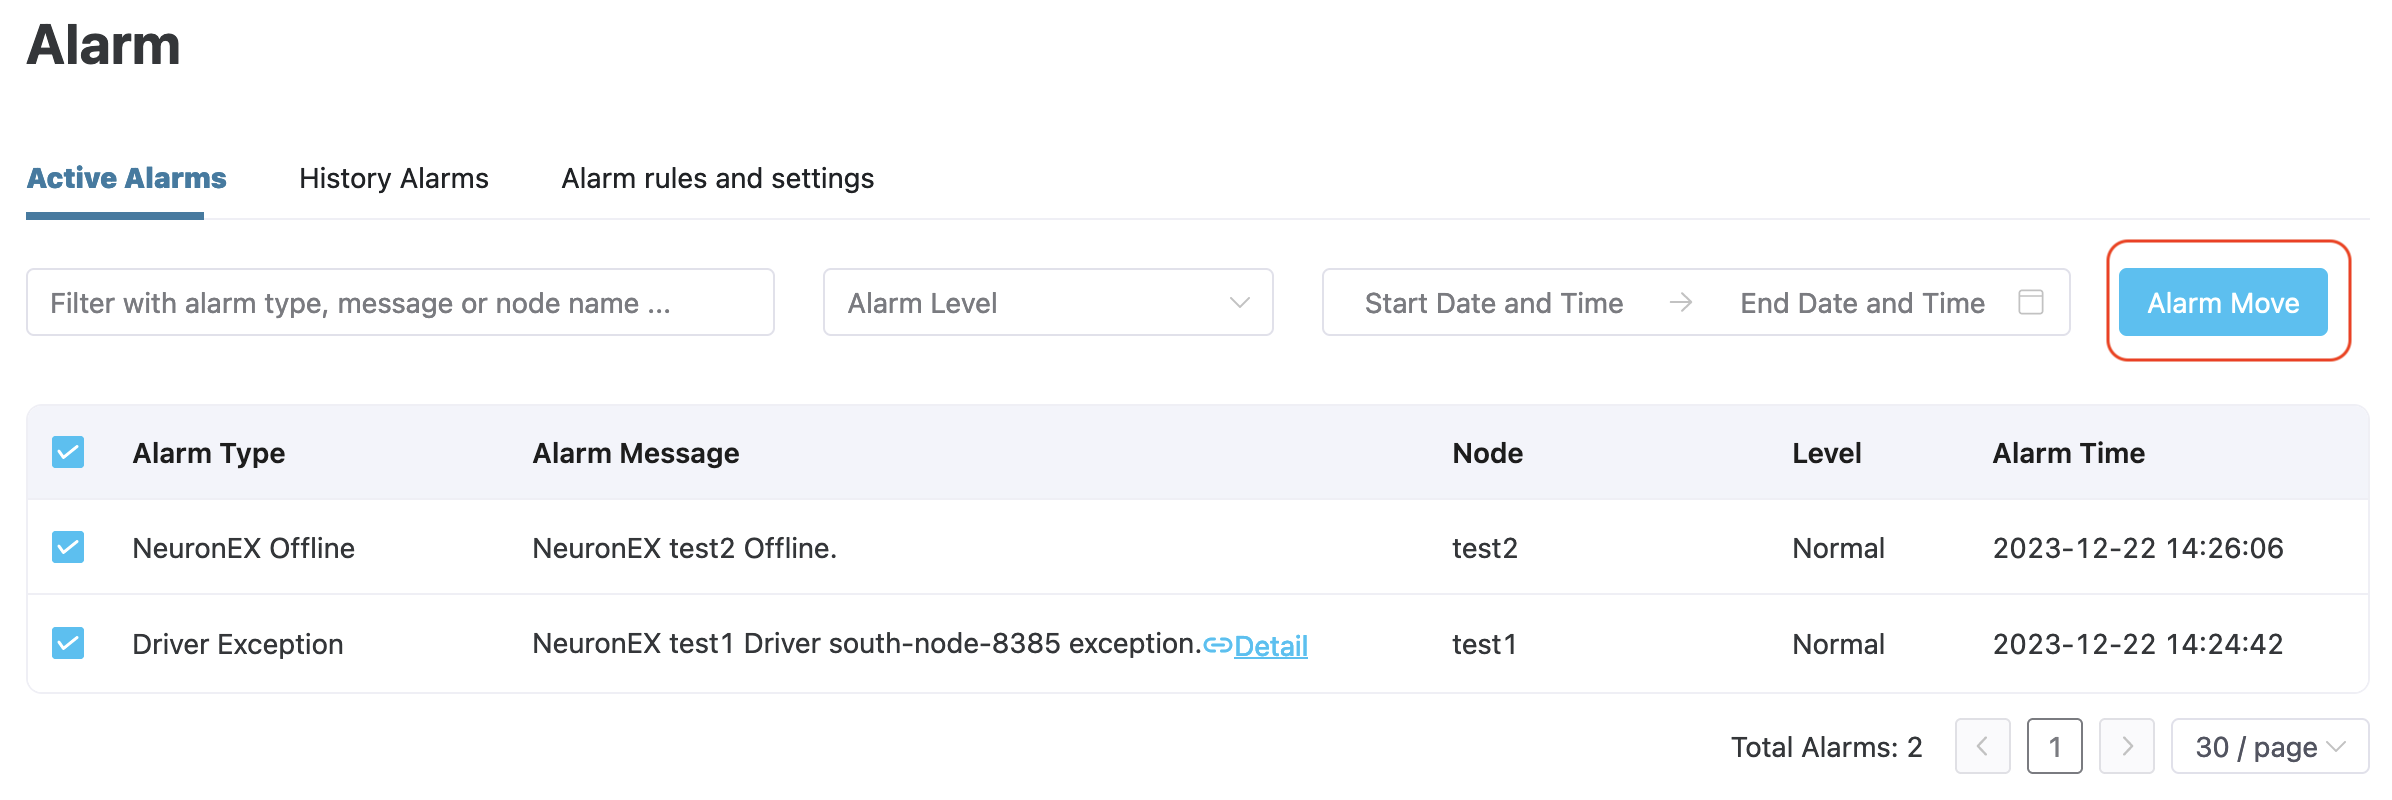 Alarm
Active Alarms History Alarms Alarm rules and settings
Filter with alarm type, message or node name ... Alarm Level Start Date and Time End Date and Time Alarm Move
Alarm Type Alarm Message Node Level Alarm Time
NeuronEX Offline NeuronEX test2 Offline. test2 Normal 2023-12-22 14:26:06
Driver Exception NeuronEX test1 Driver south-node-8385 exception.Detail test1 Normal 2023-12-22 14:24:42
Total Alarms: 2 1 30 / page